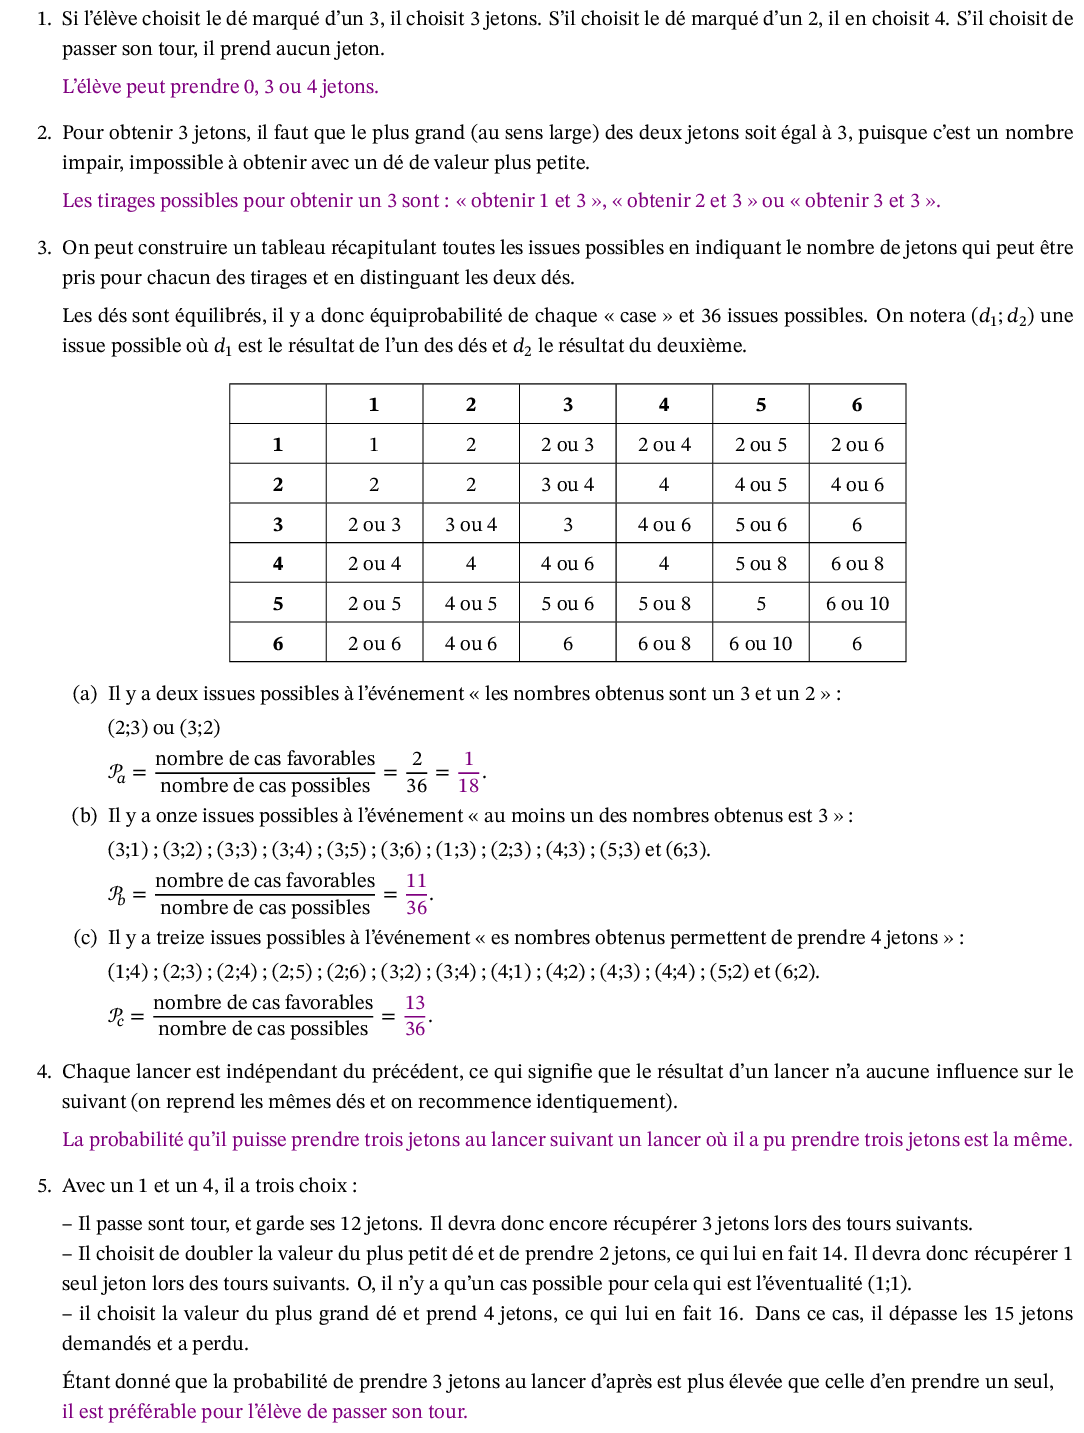 1. Si l’élève choisit le dé marqué d’un 3, il choisit 3 jetons. S’il choisit le dé marqué d’un 2, il en choisit 4. S’il choisit de
passer son tour, il prend aucun jeton.
L’élève peut prendre 0, 3 ou 4 jetons.
2. Pour obtenir 3 jetons, il faut que le plus grand (au sens large) des deux jetons soit égal à 3, puisque c’est un nombre
impair, impossible à obtenir avec un dé de valeur plus petite.
Les tirages possibles pour obtenir un 3 sont : « obtenir 1 et 3 », « obtenir 2 et 3 » ou « obtenir 3 et 3 ».
3. On peut construire un tableau récapitulant toutes les issues possibles en indiquant le nombre de jetons qui peut être
pris pour chacun des tirages et en distinguant les deux dés.
Les dés sont équilibrés, il y a donc équiprobabilité de chaque « case » et 36 issues possibles. On notera (d₁; d₂) une
issue possible où d₁ est le résultat de l’un des dés et d₂ le résultat du deuxième.
1 2 3 4 5 6
1 1 2 2 ou 3 2 ou 4 2 ou 5 2 ou 6
2 2 2 3 ou 4 4 4 ou 5 4 ou 6
3 2 ou 3 3 ou 4 3 4 ou 6 5 ou 6 6
4 2 ou 4 4 4 ou 6 4 5 ou 8 6 ou 8
5 2 ou 5 4 ou 5 5 ou 6 5 ou 8 5 6 ou 10
6 2 ou 6 4 ou 6 6 6 ou 8 6 ou 10 6
(a) Il y a deux issues possibles à l’événement « les nombres obtenus sont un 3 et un 2 » :
(2;3) ou (3;2)
𝒫ₐ = nombre de cas favorables / nombre de cas possibles = 2/36 = 1/18.
(b) Il y a onze issues possibles à l’événement « au moins un des nombres obtenus est 3 » :
(3;1) ; (3;2) ; (3;3) ; (3;4) ; (3;5) ; (3;6) ; (1;3) ; (2;3) ; (4;3) ; (5;3) et (6;3).
𝒫_b = nombre de cas favorables / nombre de cas possibles = 11/36.
(c) Il y a treize issues possibles à l’événement « es nombres obtenus permettent de prendre 4 jetons » :
(1;4) ; (2;3) ; (2;4) ; (2;5) ; (2;6) ; (3;2) ; (3;4) ; (4;1) ; (4;2) ; (4;3) ; (4;4) ; (5;2) et (6;2).
𝒫_c = nombre de cas favorables / nombre de cas possibles = 13/36.
4. Chaque lancer est indépendant du précédent, ce qui signifie que le résultat d’un lancer n’a aucune influence sur le
suivant (on reprend les mêmes dés et on recommence identiquement).
La probabilité qu’il puisse prendre trois jetons au lancer suivant un lancer où il a pu prendre trois jetons est la même.
5. Avec un 1 et un 4, il a trois choix :
– Il passe sont tour, et garde ses 12 jetons. Il devra donc encore récupérer 3 jetons lors des tours suivants.
– Il choisit de doubler la valeur du plus petit dé et de prendre 2 jetons, ce qui lui en fait 14. Il devra donc récupérer 1
seul jeton lors des tours suivants. O, il n’y a qu’un cas possible pour cela qui est l’éventualité (1;1).
– il choisit la valeur du plus grand dé et prend 4 jetons, ce qui lui en fait 16. Dans ce cas, il dépasse les 15 jetons
demandés et a perdu.
Étant donné que la probabilité de prendre 3 jetons au lancer d’après est plus élevée que celle d’en prendre un seul,
il est préférable pour l’élève de passer son tour.